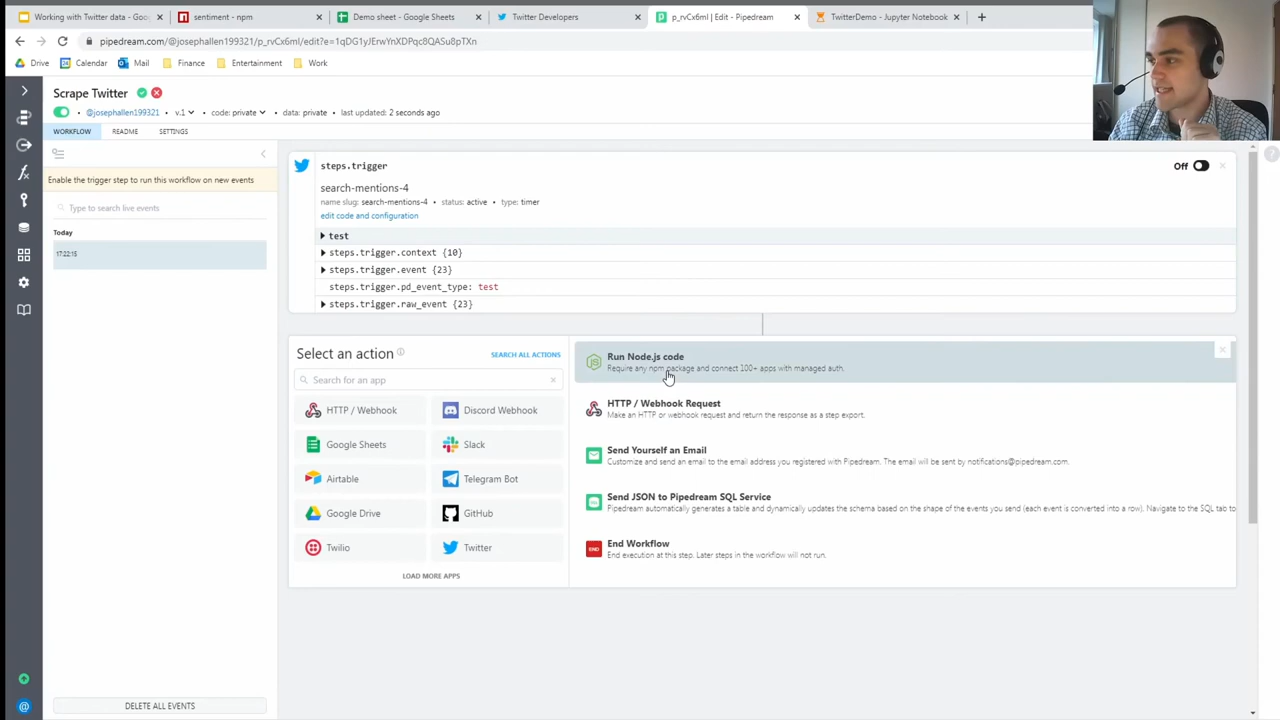 Working with Twitter data - Goo
sentiment - npm
Demo sheet - Google Sheets
Twitter Developers
p_rvCx6ml | Edit - Pipedream
TwitterDemo - Jupyter Notebook
pipedream.com/@josephallen199321/p_rvCx6ml/edit?e=1qDG1yJErwYnXDPqc8QASu8pTXn
Drive
Calendar
Mail
Finance
Entertainment
Work
Scrape Twitter
@josephallen199321 • v.1 • code: private • data: private • last updated: 2 seconds ago
WORKFLOW
README
SETTINGS
Enable the trigger step to run this workflow on new events
Type to search live events
Today
17:22:15
DELETE ALL EVENTS
steps.trigger
Off
search-mentions-4
name slug: search-mentions-4 • status: active • type: timer
edit code and configuration
test
steps.trigger.context {10}
steps.trigger.event {23}
steps.trigger.pd_event_type: test
steps.trigger.raw_event {23}
Select an action
SEARCH ALL ACTIONS
Search for an app
HTTP / Webhook
Discord Webhook
Google Sheets
Slack
Airtable
Telegram Bot
Google Drive
GitHub
Twilio
Twitter
LOAD MORE APPS
Run Node.js code
Require any npm package and connect 100+ apps with managed auth.
HTTP / Webhook Request
Make an HTTP or webhook request and return the response as a step export.
Send Yourself an Email
Customize and send an email to the email address you registered with Pipedream. The email will be sent by notifications@pipedream.com.
Send JSON to Pipedream SQL Service
Pipedream automatically generates a table and dynamically updates the schema based on the shape of the events you send (each event is converted into a row). Navigate to the SQL tab to
End Workflow
End execution at this step. Later steps in the workflow will not run.